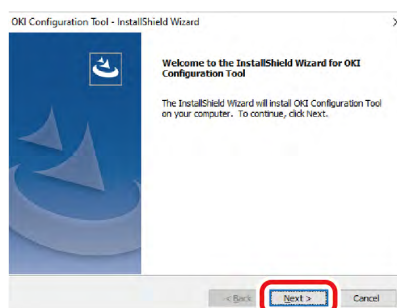 OKI Configuration Tool - InstallShield Wizard
Welcome to the InstallShield Wizard for OKI
Configuration Tool
The InstallShield Wizard will install OKI Configuration Tool
on your computer. To continue, click Next.
< Back
Next >
Cancel